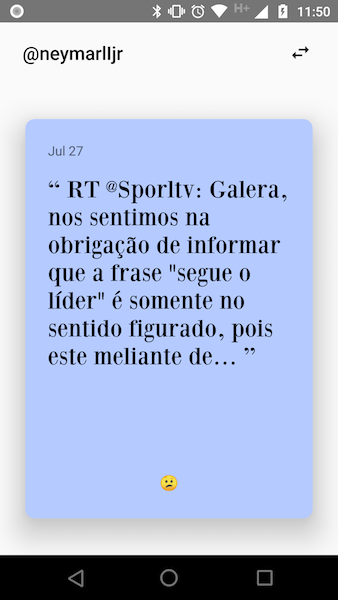 H+ 11:50
@neymarlljr
Jul 27
“ RT @Sporltv: Galera,
nos sentimos na
obrigação de informar
que a frase "segue o
líder" é somente no
sentido figurado, pois
este meliante de... ”